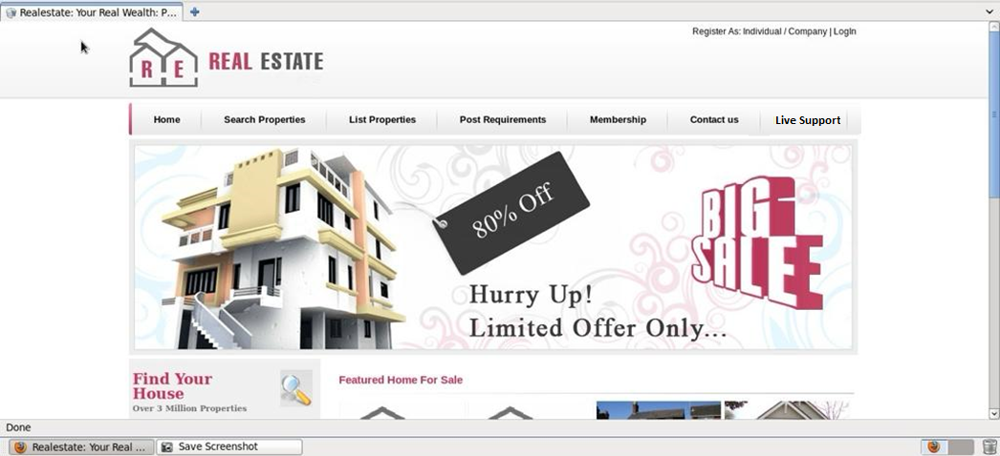 Realestate: Your Real Wealth: P...
Register As: Individual / Company | LogIn
R E REAL ESTATE
Home Search Properties List Properties Post Requirements Membership Contact us Live Support
80% Off
BIG
SALE
Hurry Up!
Limited Offer Only...
Find Your
House
Over 3 Million Properties
Featured Home For Sale
Done
Realestate: Your Real ... Save Screenshot